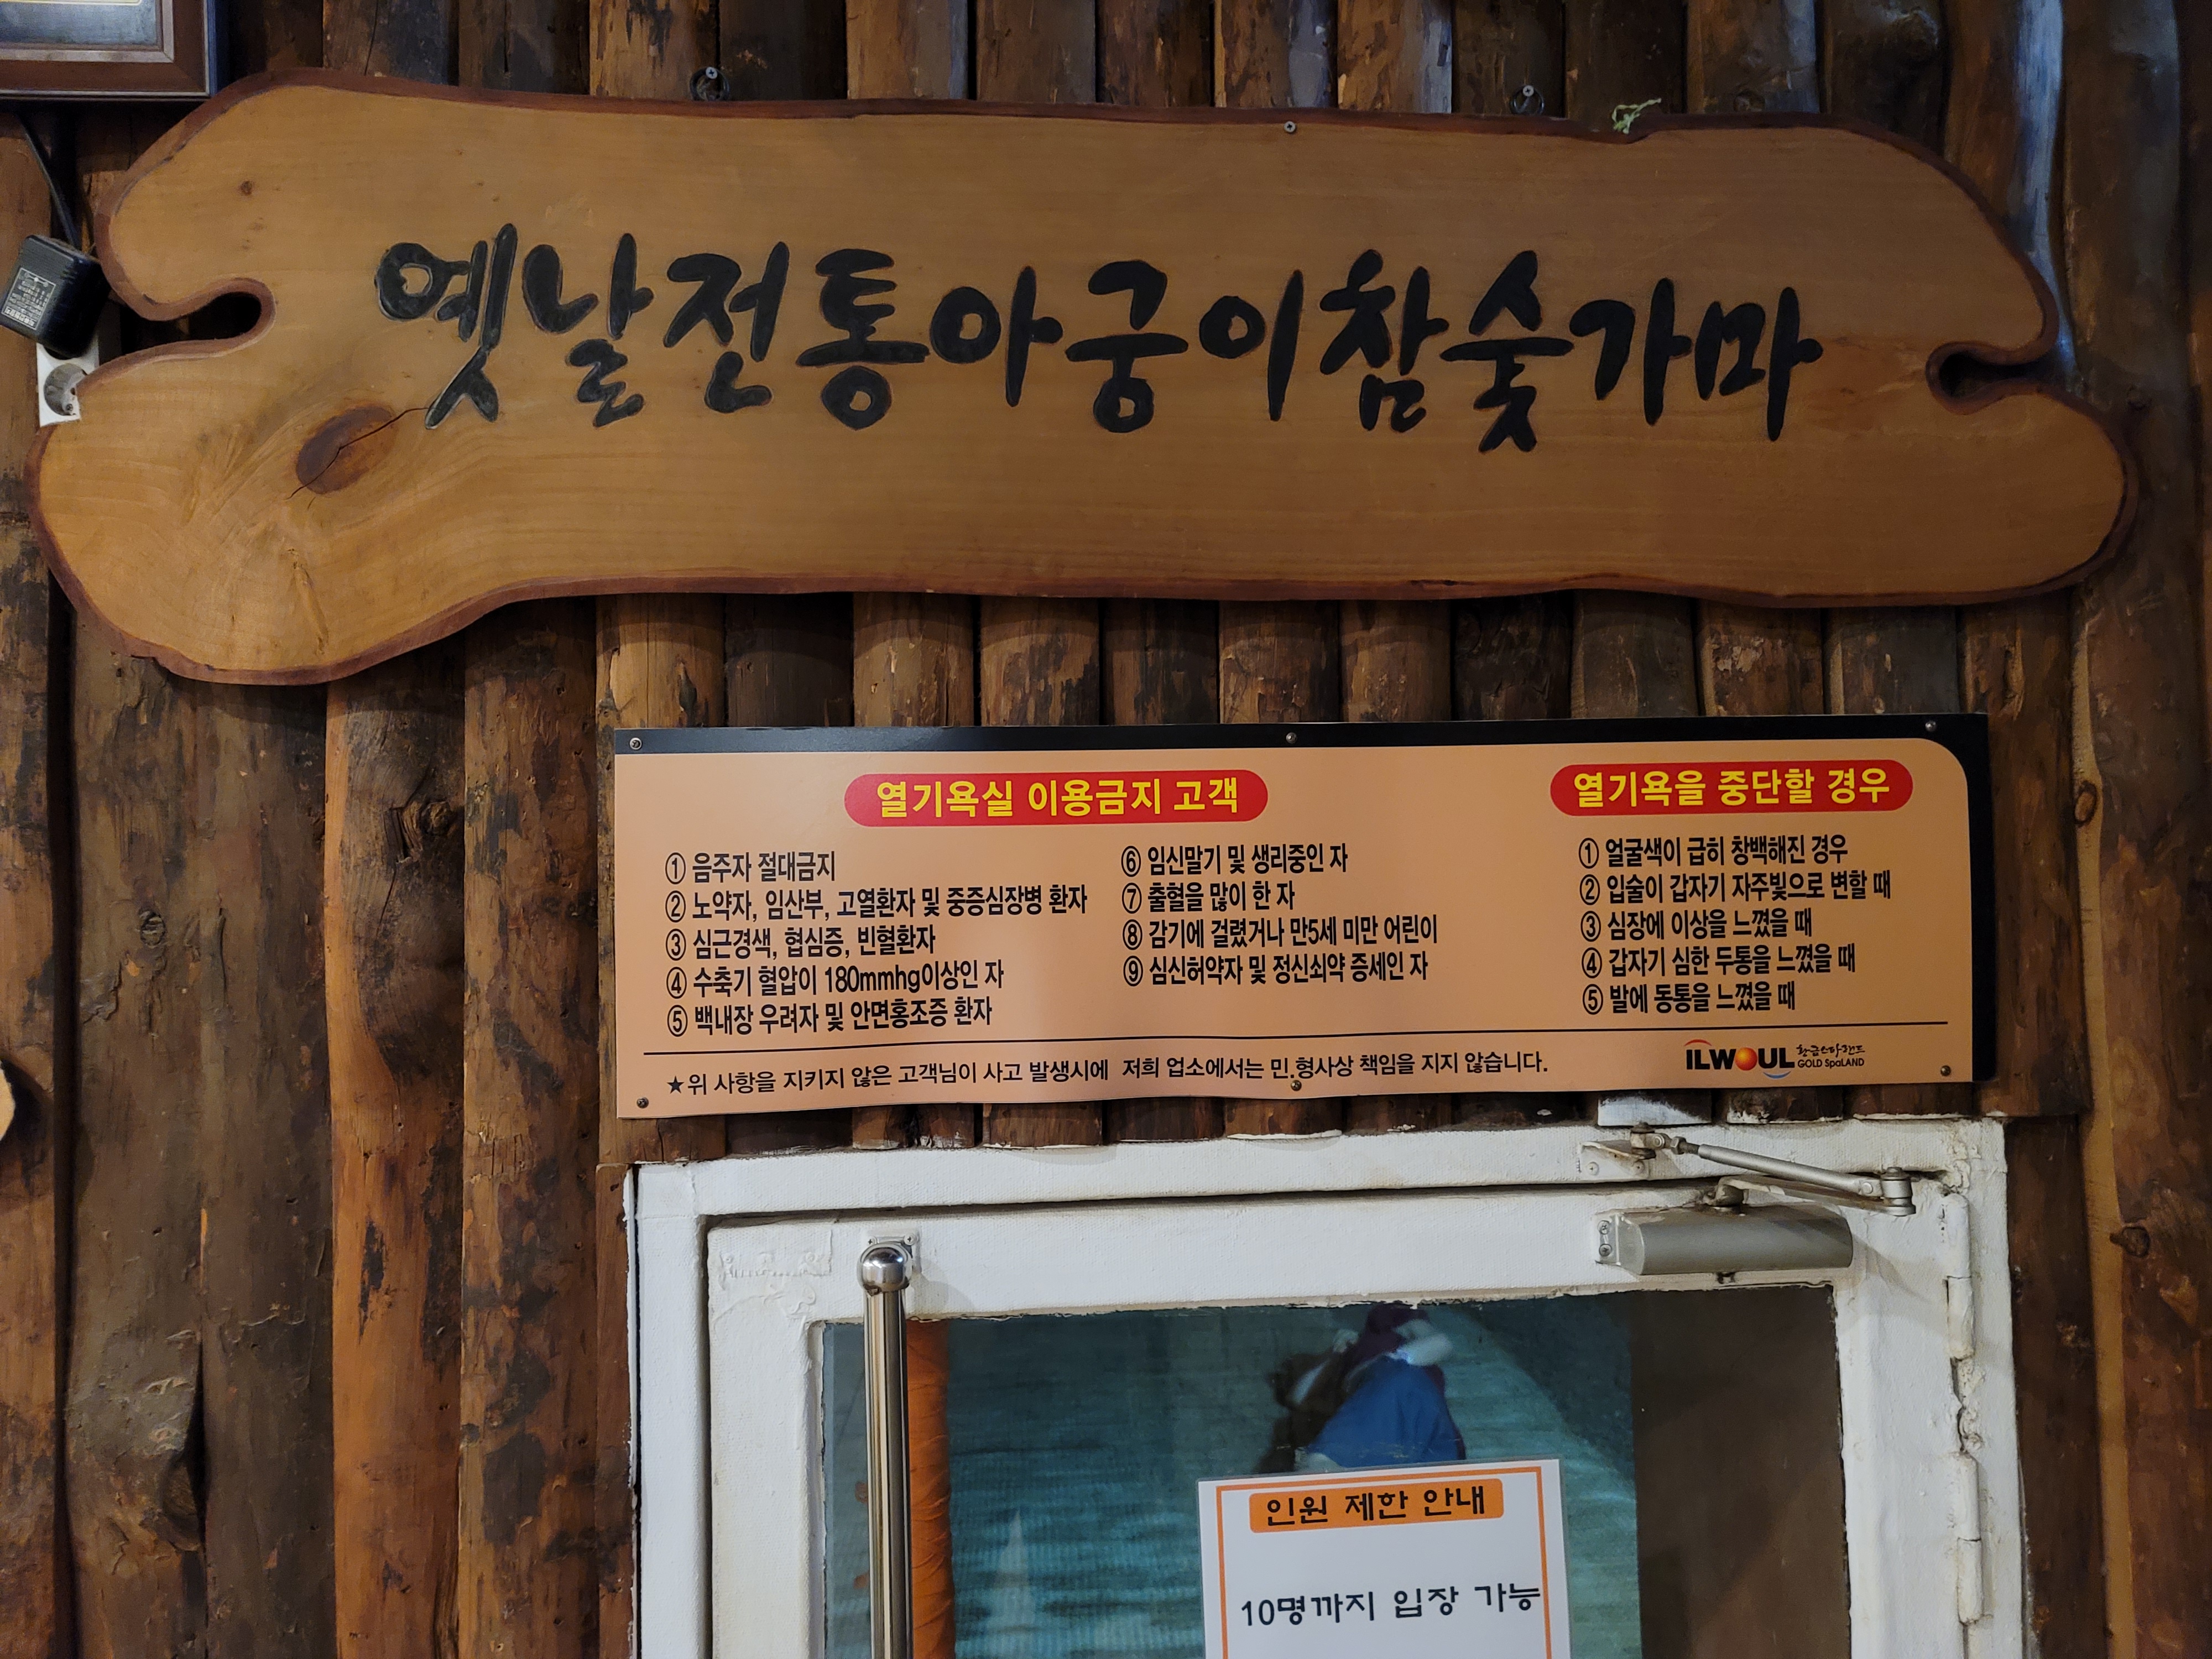 옛날전통아궁이참숯가마
열기욕실 이용금지 고객
① 음주자 절대금지
② 노약자, 임산부, 고열환자 및 중증심장병 환자
③ 심근경색, 협심증, 빈혈환자
④ 수축기 혈압이 180mmhg이상인 자
⑤ 백내장 우려자 및 안면홍조증 환자
⑥ 임신말기 및 생리중인 자
⑦ 출혈을 많이 한 자
⑧ 감기에 걸렸거나 만5세 미만 어린이
⑨ 심신허약자 및 정신쇠약 증세인 자
열기욕을 중단할 경우
① 얼굴색이 급히 창백해진 경우
② 입술이 갑자기 자주빛으로 변할 때
③ 심장에 이상을 느꼈을 때
④ 갑자기 심한 두통을 느꼈을 때
⑤ 발에 동통을 느꼈을 때
★위 사항을 지키지 않은 고객님이 사고 발생시에 저희 업소에서는 민.형사상 책임을 지지 않습니다.
ILWOUL
황금스파랜드
GOLD SpaLAND
인원 제한 안내
10명까지 입장 가능